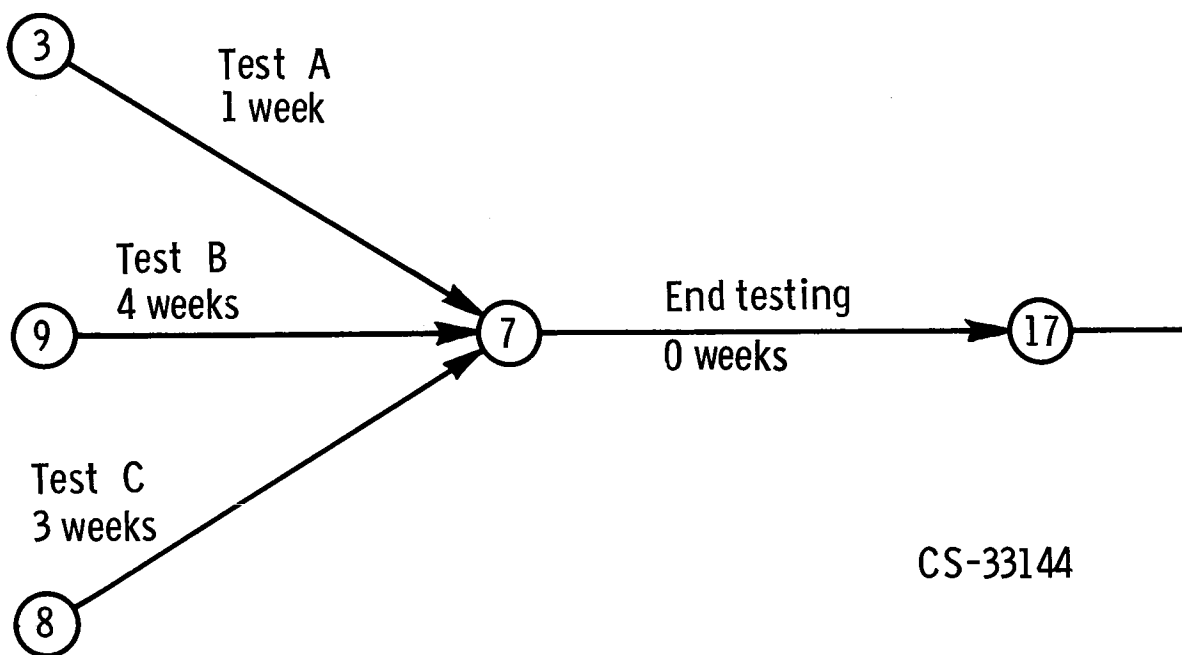 3
Test A
1 week
Test B
4 weeks
9
7
End testing
0 weeks
17
Test C
3 weeks
8
CS-33144